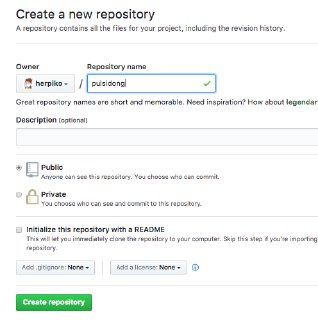 Create a new repository
A repository contains all the files for your project, including the revision history.
Owner Repository name
herpiko / puisidong
Great repository names are short and memorable. Need inspiration? How about legendar
Description (optional)
Public
Anyone can see this repository. You choose who can commit.
Private
You choose who can see and commit to this repository.
Initialize this repository with a README
This will let you immediately clone the repository to your computer. Skip this step if you're importing
repository.
Add .gitignore: None Add a license: None
Create repository